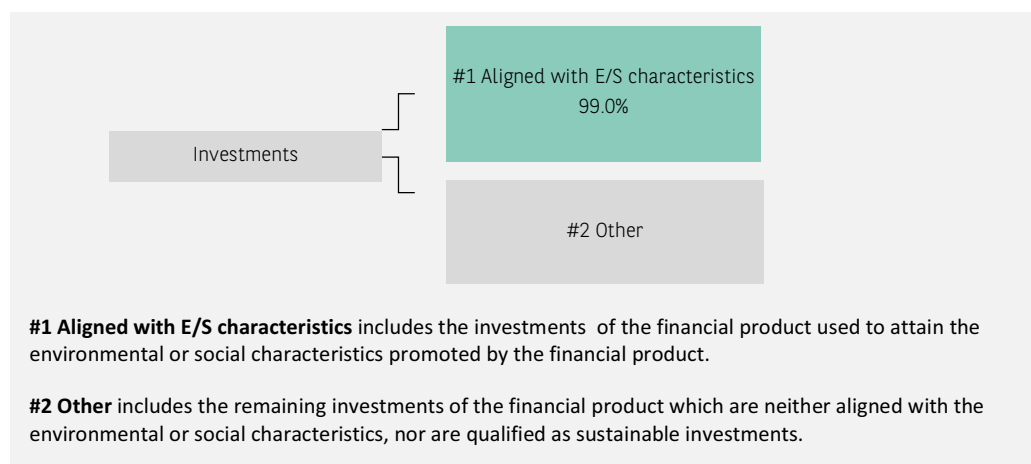 #1 Aligned with E/S characteristics
99.0%
Investments
#2 Other
#1 Aligned with E/S characteristics includes the investments  of the financial product used to attain the
environmental or social characteristics promoted by the financial product.
#2 Other includes the remaining investments of the financial product which are neither aligned with the
environmental or social characteristics, nor are qualified as sustainable investments.